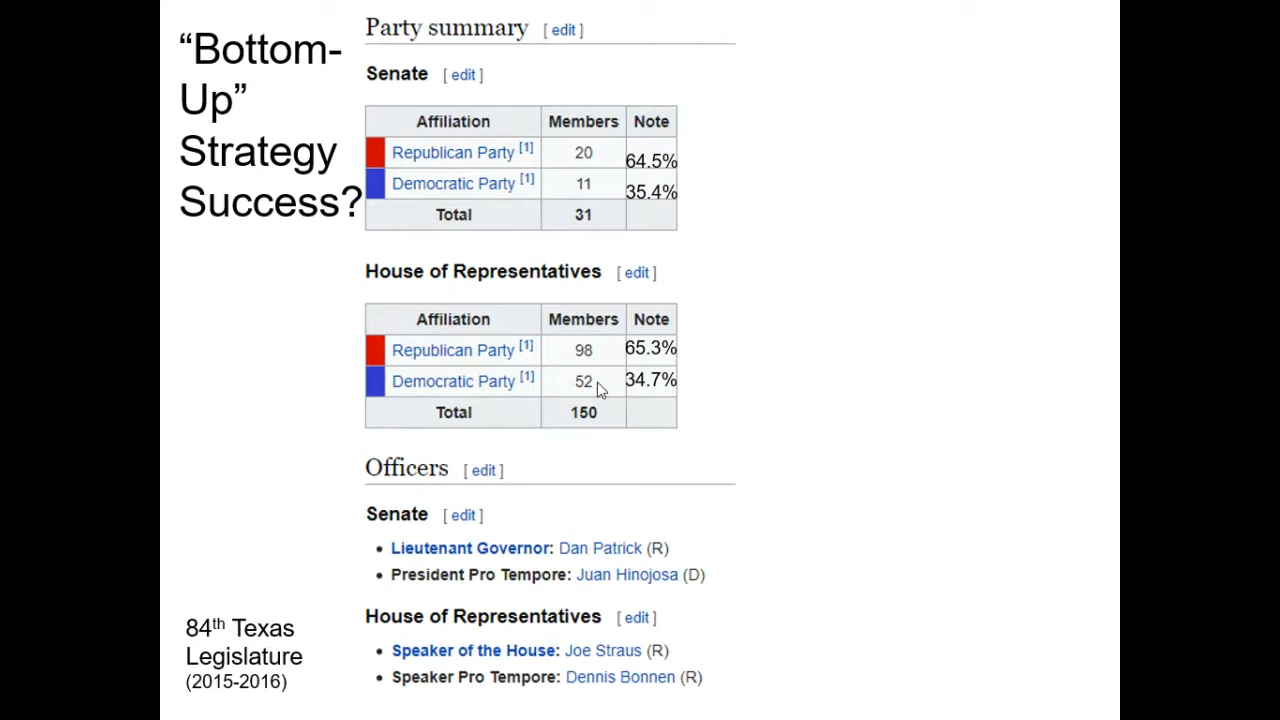 “Bottom-
Up”
Strategy
Success?
Party summary [ edit ]
Senate [ edit ]
Affiliation Members Note
Republican Party [1] 20 64.5%
Democratic Party [1] 11 35.4%
Total 31
House of Representatives [ edit ]
Affiliation Members Note
Republican Party [1] 98 65.3%
Democratic Party [1] 52 34.7%
Total 150
Officers [ edit ]
Senate [ edit ]
• Lieutenant Governor: Dan Patrick (R)
• President Pro Tempore: Juan Hinojosa (D)
House of Representatives [ edit ]
• Speaker of the House: Joe Straus (R)
• Speaker Pro Tempore: Dennis Bonnen (R)
84th Texas
Legislature
(2015-2016)